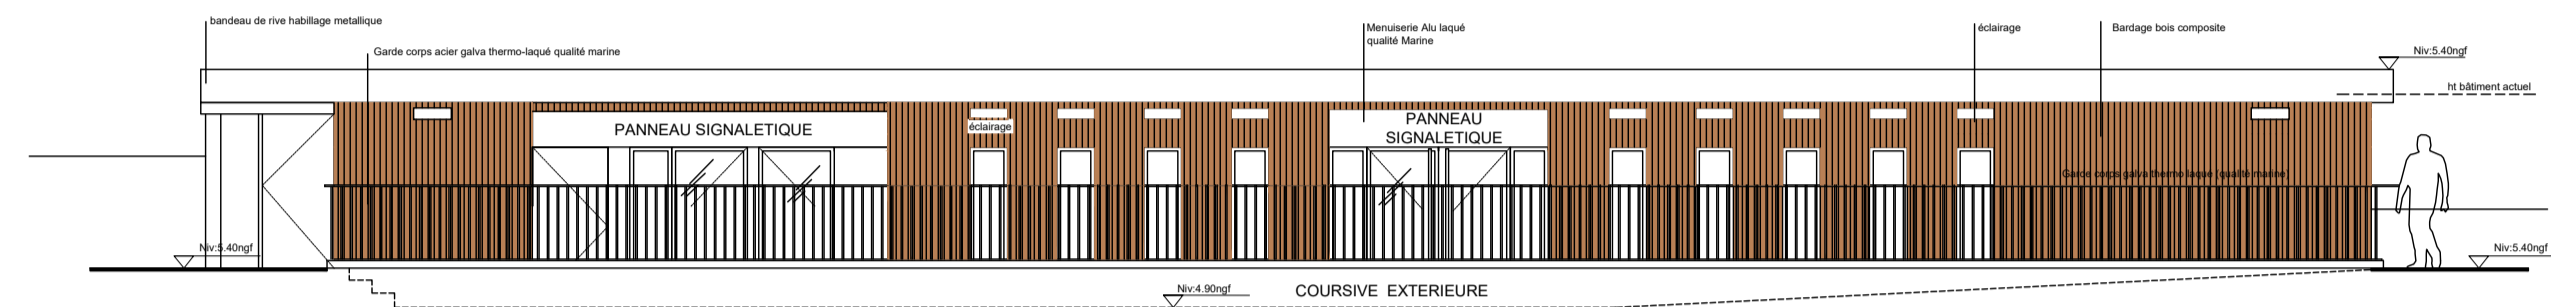 bandeau de rive habillage metallique
Garde corps acier galva thermo-laqué qualité marine
Menuiserie Alu laqué
qualité Marine
éclairage
Bardage bois composite
Niv:5.40ngf
ht bâtiment actuel
PANNEAU SIGNALETIQUE
éclairage
PANNEAU
SIGNALETIQUE
Garde corps galva thermo laqué (qualité marine)
Niv:5.40ngf
Niv:5.40ngf
Niv:4.90ngf
COURSIVE EXTERIEURE